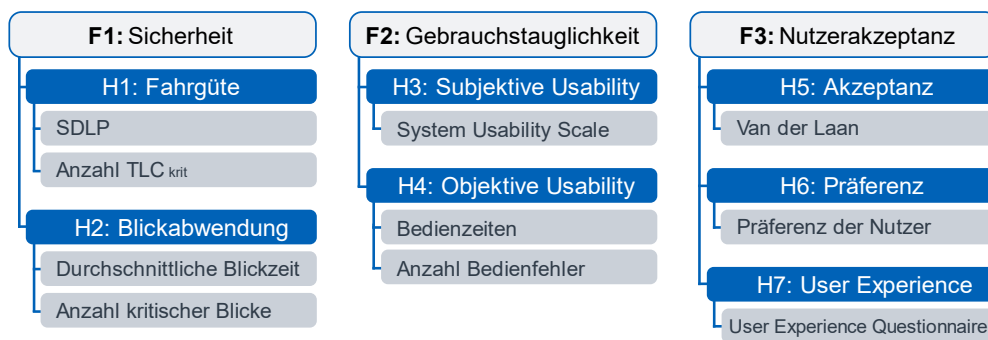 F1: Sicherheit
H1: Fahrgüte
SDLP
Anzahl TLC krit
H2: Blickabwendung
Durchschnittliche Blickzeit
Anzahl kritischer Blicke
F2: Gebrauchstauglichkeit
H3: Subjektive Usability
System Usability Scale
H4: Objektive Usability
Bedienzeiten
Anzahl Bedienfehler
F3: Nutzerakzeptanz
H5: Akzeptanz
Van der Laan
H6: Präferenz
Präferenz der Nutzer
H7: User Experience
User Experience Questionnaire